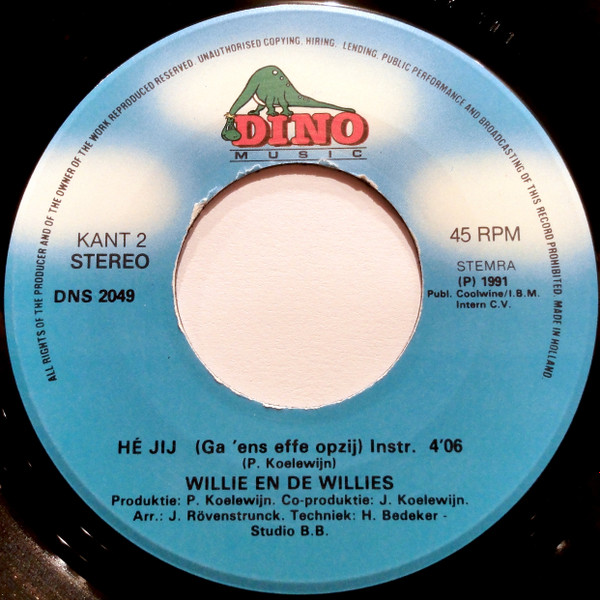 ALL RIGHTS OF THE PRODUCER AND OF THE OWNER OF THE WORK REPRODUCED RESERVED. UNAUTHORISED COPYING, HIRING, LENDING, PUBLIC PERFORMANCE AND BROADCASTING OF THIS RECORD PROHIBITED. MADE IN HOLLAND
DINO
MUSIC
KANT 2
STEREO
DNS 2049
45 RPM
STEMRA
(P) 1991
Publ. Coolwine/I.B.M.
Intern C.V.
HÉ JIJ (Ga 'ens effe opzij) Instr. 4'06
(P. Koelewijn)
WILLIE EN DE WILLIES
Produktie: P. Koelewijn. Co-produktie: J. Koelewijn.
Arr.: J. Rövenstrunck. Techniek: H. Bedeker -
Studio B.B.